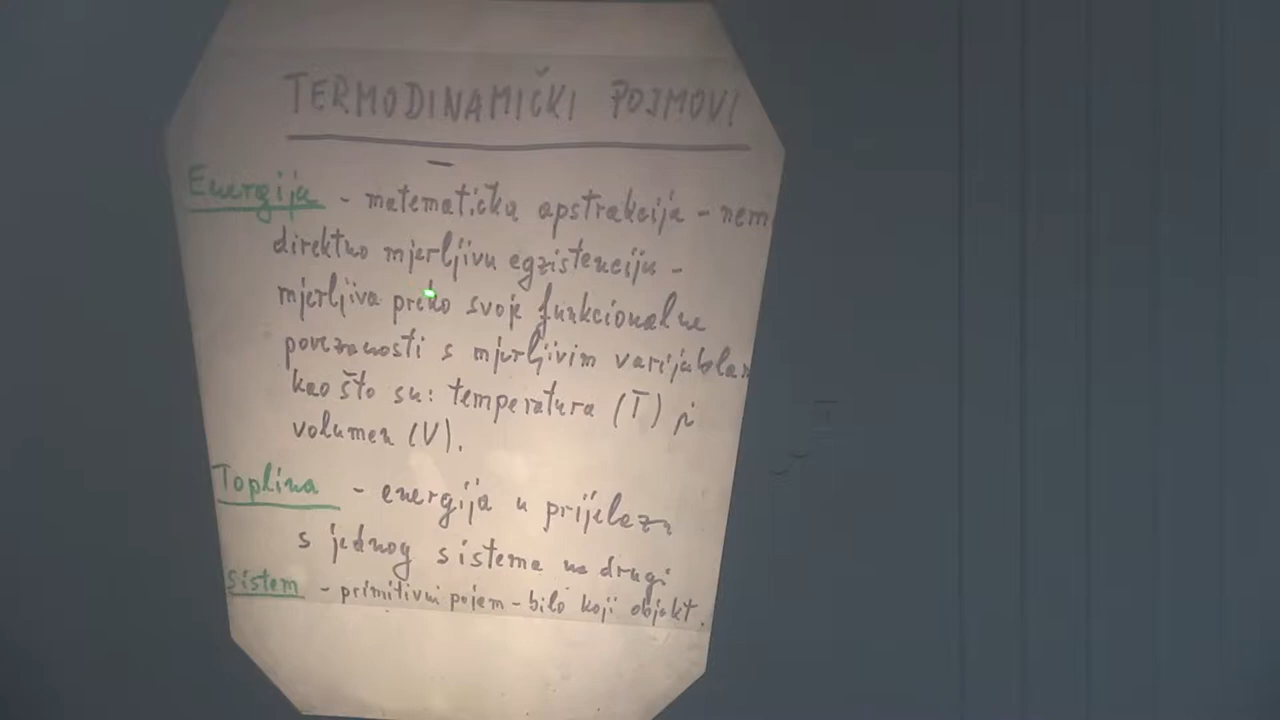 TERMODINAMIČKI POJMOVI
Energija - matematička apstrakcija - nem
direktno mjerljivu egzistenciju -
mjerljiva preko svoje funkcionalne
povezanosti s mjerljivim varijablam
kao što su: temperatura (T) i
volumen (V).
Toplina - energija u prijelazu
s jednog sistema na drugi
Sistem - primitivni pojam - bilo koji objekt.